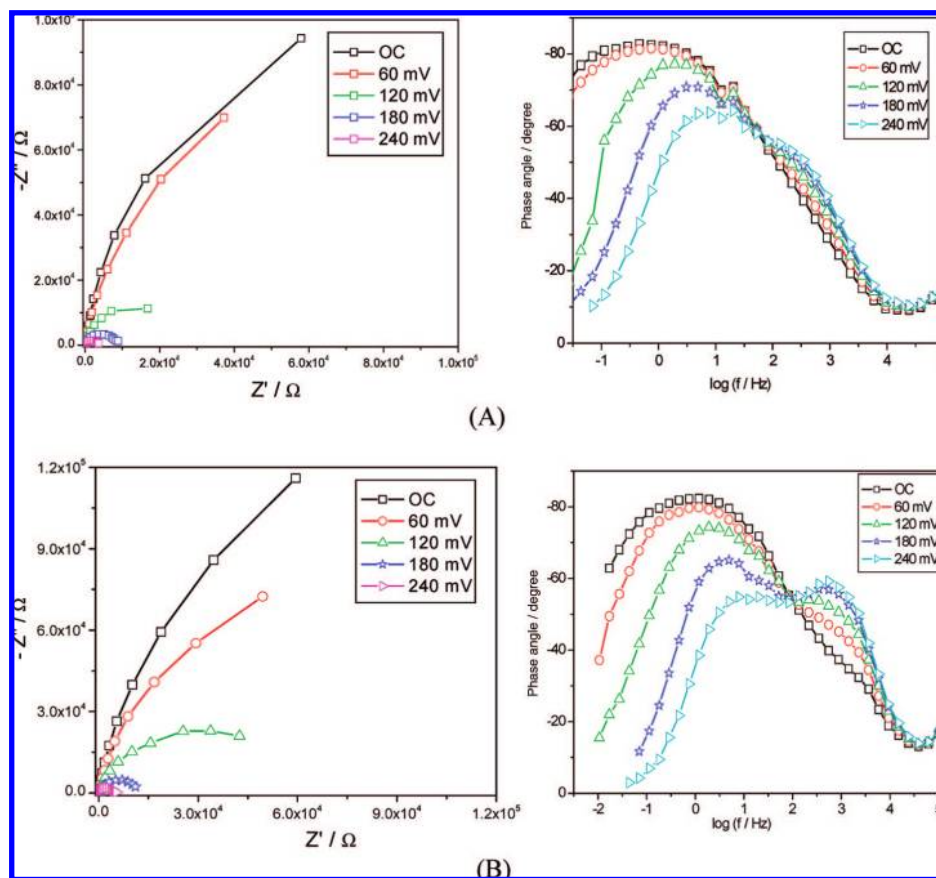 1.0x10⁵
8.0x10⁴
6.0x10⁴
4.0x10⁴
2.0x10⁴
0.0
-Z'' / Ω
OC
60 mV
120 mV
180 mV
240 mV
0.0 2.0x10⁴ 4.0x10⁴ 6.0x10⁴ 8.0x10⁴ 1.0x10⁵
Z' / Ω
-80
-60
-40
-20
0
Phase angle / degree
OC
60 mV
120 mV
180 mV
240 mV
-1 0 1 2 3 4
log (f / Hz)
(A)
1.2x10⁵
9.0x10⁴
6.0x10⁴
3.0x10⁴
0.0
- Z'' / Ω
OC
60 mV
120 mV
180 mV
240 mV
0.0 3.0x10⁴ 6.0x10⁴ 9.0x10⁴ 1.2x10⁵
Z' / Ω
-80
-60
-40
-20
0
Phase angle / degree
OC
60 mV
120 mV
180 mV
240 mV
-2 -1 0 1 2 3 4 5
log (f / Hz)
(B)